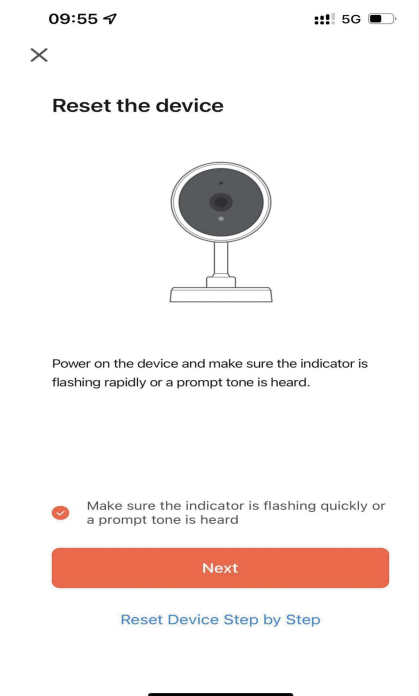 09:55
5G
Reset the device
Power on the device and make sure the indicator is
flashing rapidly or a prompt tone is heard.
Make sure the indicator is flashing quickly or
a prompt tone is heard
Next
Reset Device Step by Step